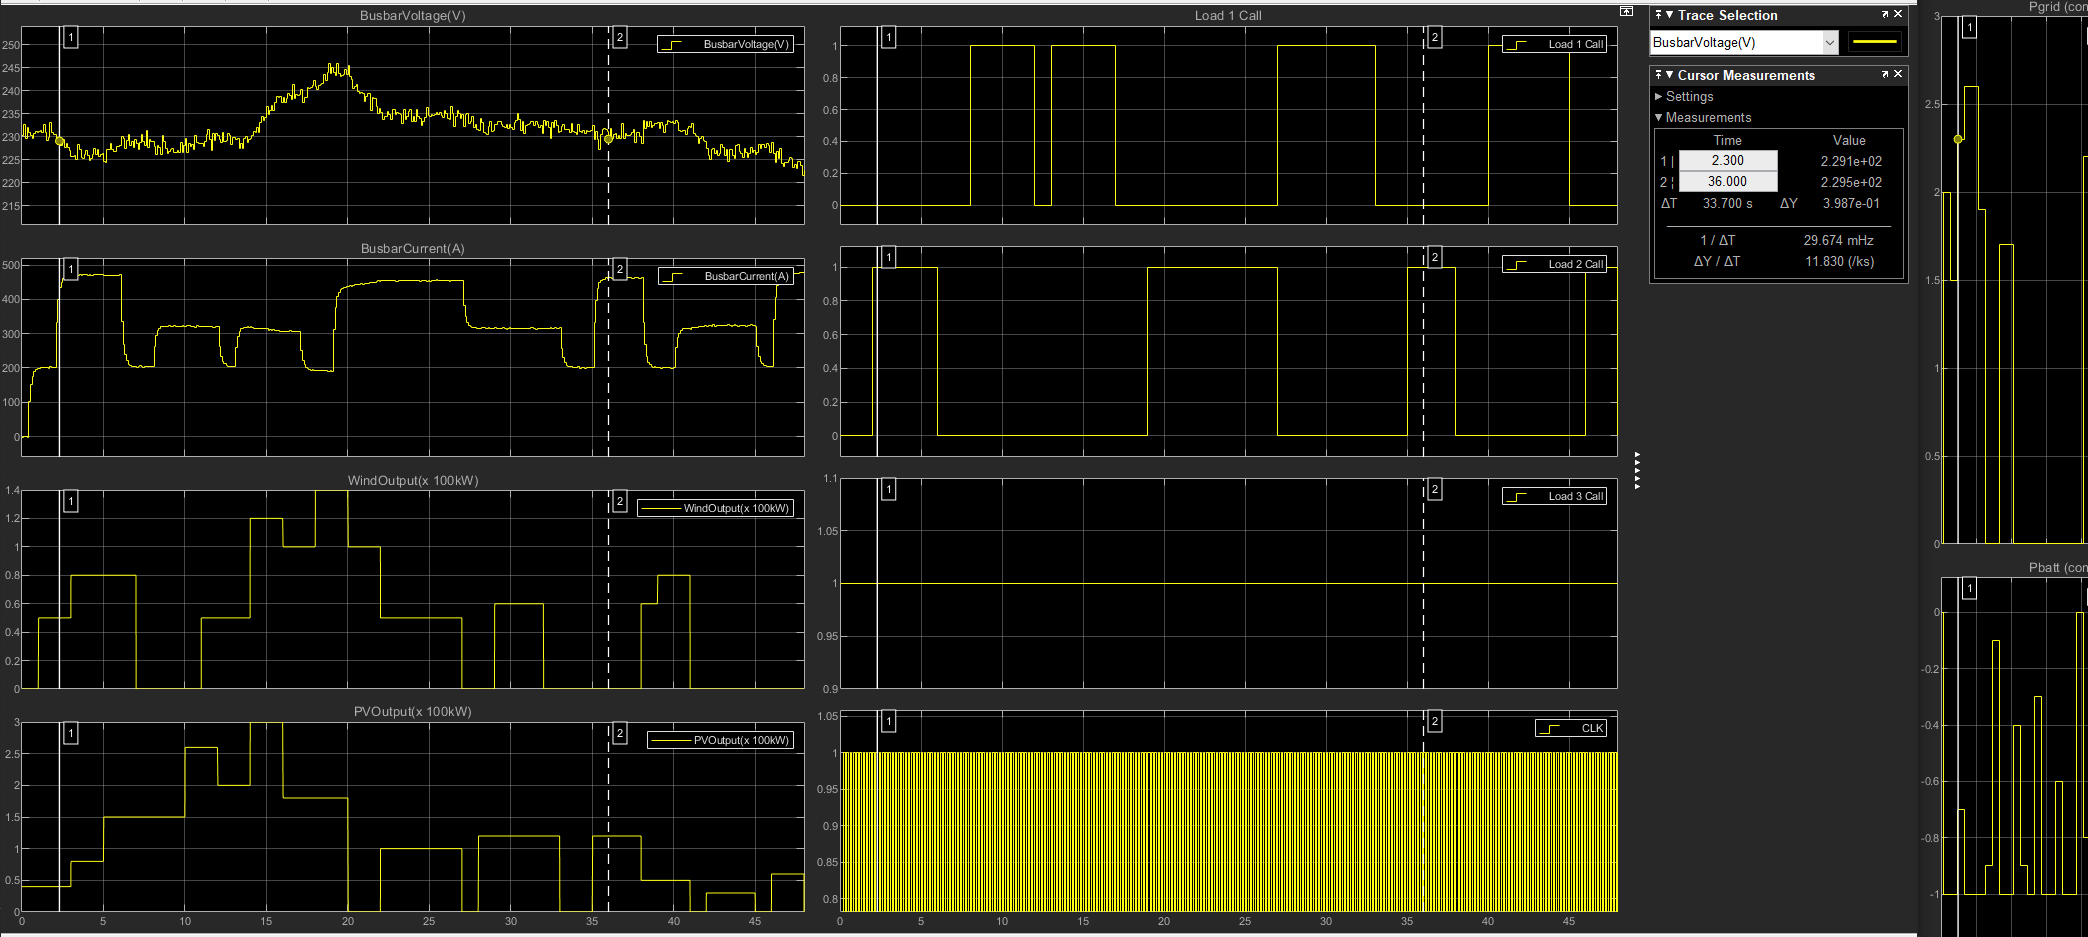 BusbarVoltage(V)
1
2
BusbarVoltage(V)
250
245
240
235
230
225
220
215
BusbarCurrent(A)
1
2
BusbarCurrent(A)
500
400
300
200
100
0
WindOutput(x 100kW)
1
2
WindOutput(x 100kW)
1.4
1.2
1
0.8
0.6
0.4
0.2
0
PVOutput(x 100kW)
1
2
PVOutput(x 100kW)
3
2.5
2
1.5
1
0.5
0
0 5 10 15 20 25 30 35 40 45
Load 1 Call
1
2
Load 1 Call
1
0.8
0.6
0.4
0.2
0
1
2
Load 2 Call
1
0.8
0.6
0.4
0.2
0
1
2
Load 3 Call
1.1
1.05
1
0.95
0.9
1
2
CLK
1.05
1
0.95
0.9
0.85
0.8
0 5 10 15 20 25 30 35 40 45
Trace Selection
BusbarVoltage(V)
Cursor Measurements
Settings
Measurements
Time Value
1 | 2.300 2.291e+02
2 ¦ 36.000 2.295e+02
ΔT 33.700 s ΔY 3.987e-01
1 / ΔT 29.674 mHz
ΔY / ΔT 11.830 (/ks)
Pgrid (con
1
3
2.5
2
1.5
1
0.5
0
Pbatt (con
1
0
-0.2
-0.4
-0.6
-0.8
-1